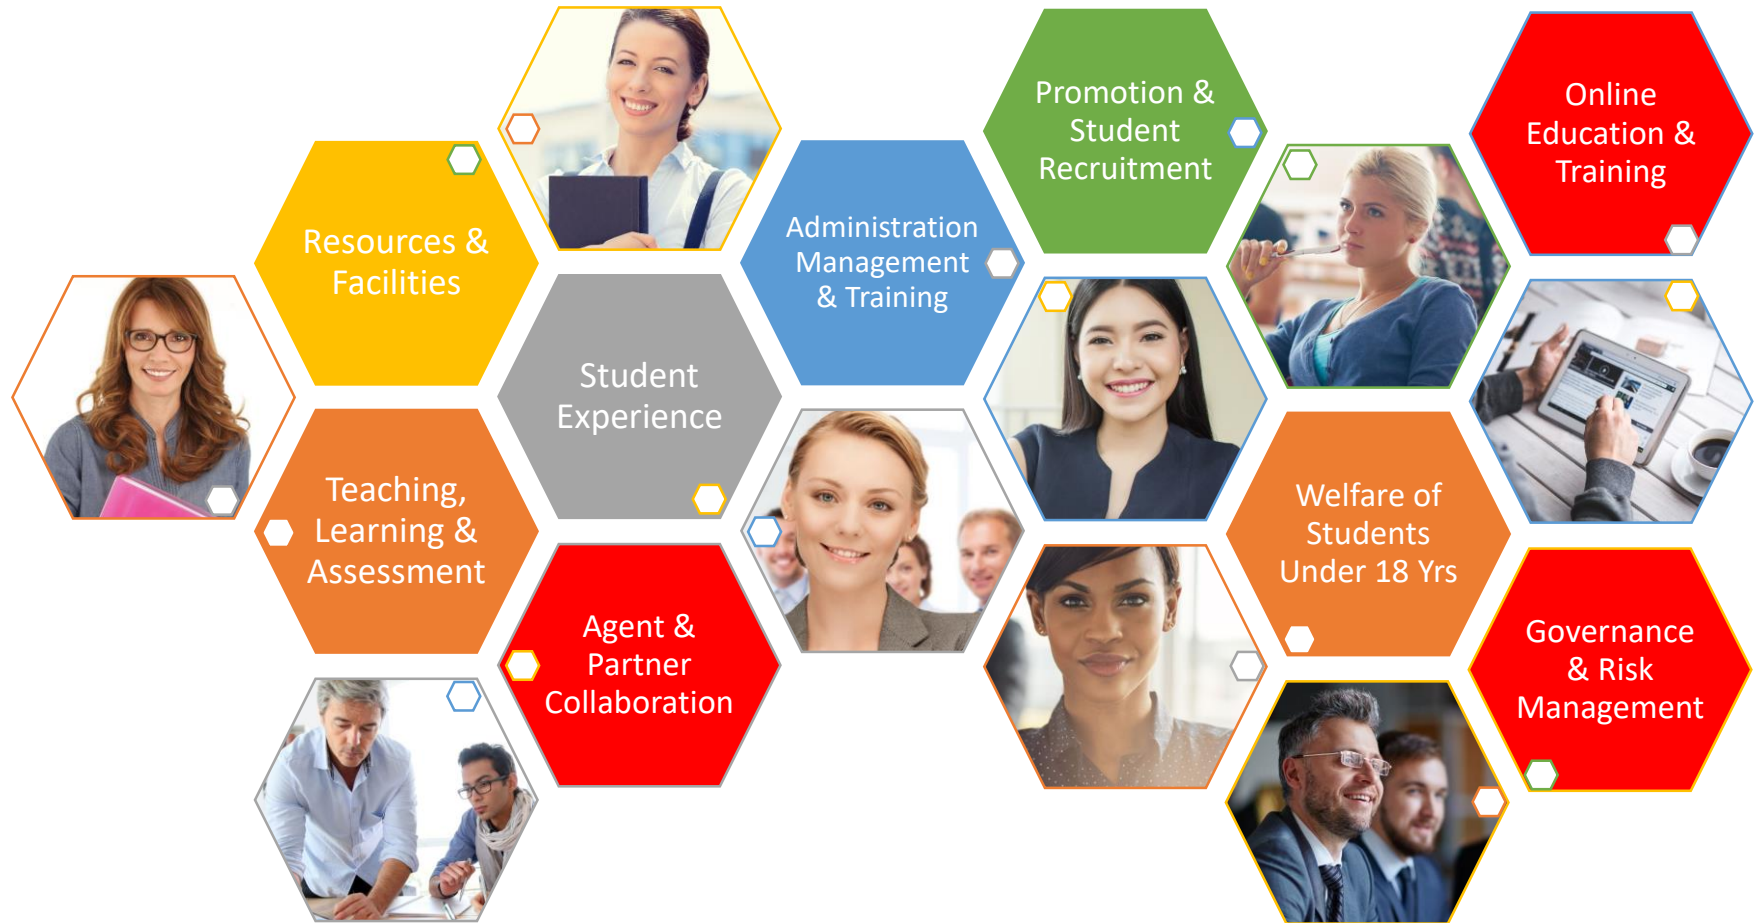 Resources &
Facilities
Teaching,
Learning &
Assessment
Student
Experience
Agent &
Partner
Collaboration
Administration
Management
& Training
Promotion &
Student
Recruitment
Welfare of
Students
Under 18 Yrs
Online
Education &
Training
Governance
& Risk
Management